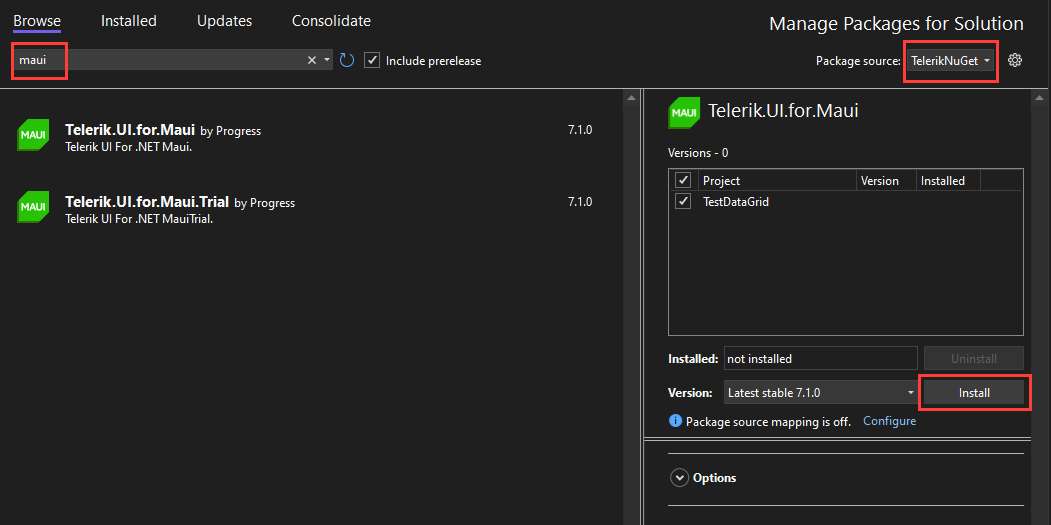 Browse Installed Updates Consolidate Manage Packages for Solution
maui Include prerelease Package source: TelerikNuGet
MAUI Telerik.UI.for.Maui by Progress 7.1.0
Telerik UI For .NET Maui.
MAUI Telerik.UI.for.Maui.Trial by Progress 7.1.0
Telerik UI For .NET MauiTrial.
MAUI Telerik.UI.for.Maui
Versions - 0
Project Version Installed
TestDataGrid
Installed: not installed Uninstall
Version: Latest stable 7.1.0 Install
Package source mapping is off. Configure
Options